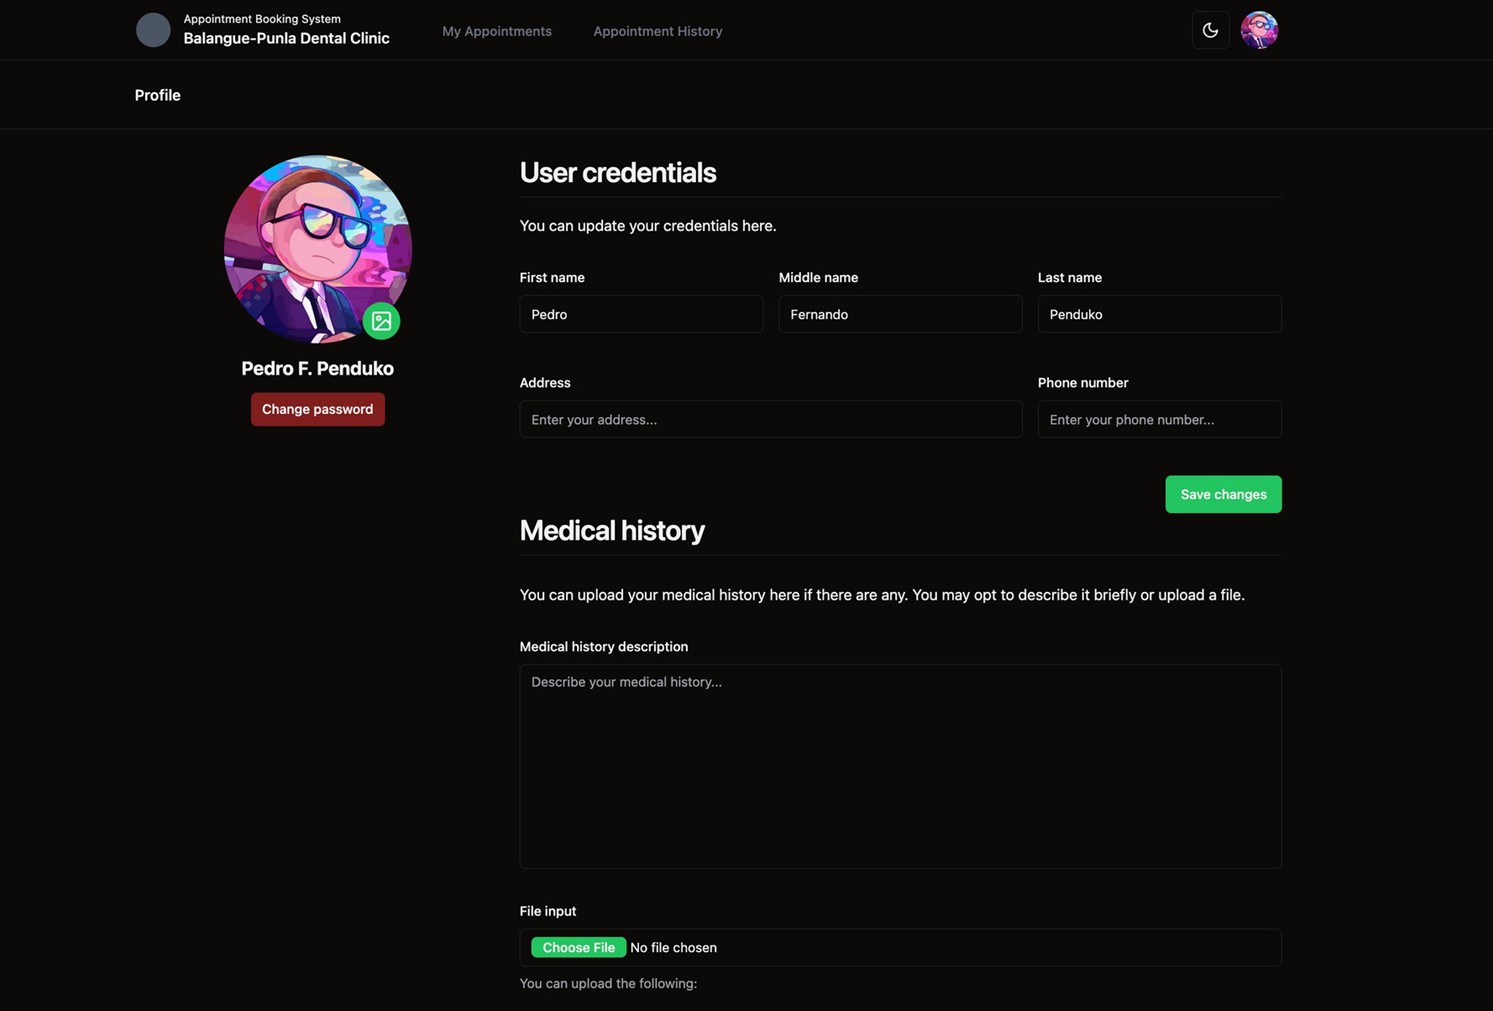 Appointment Booking System
Balangue-Punla Dental Clinic
My Appointments
Appointment History
Profile
Pedro F. Penduko
Change password
User credentials
You can update your credentials here.
First name
Middle name
Last name
Pedro
Fernando
Penduko
Address
Phone number
Enter your address...
Enter your phone number...
Save changes
Medical history
You can upload your medical history here if there are any. You may opt to describe it briefly or upload a file.
Medical history description
Describe your medical history...
File input
Choose File No file chosen
You can upload the following: